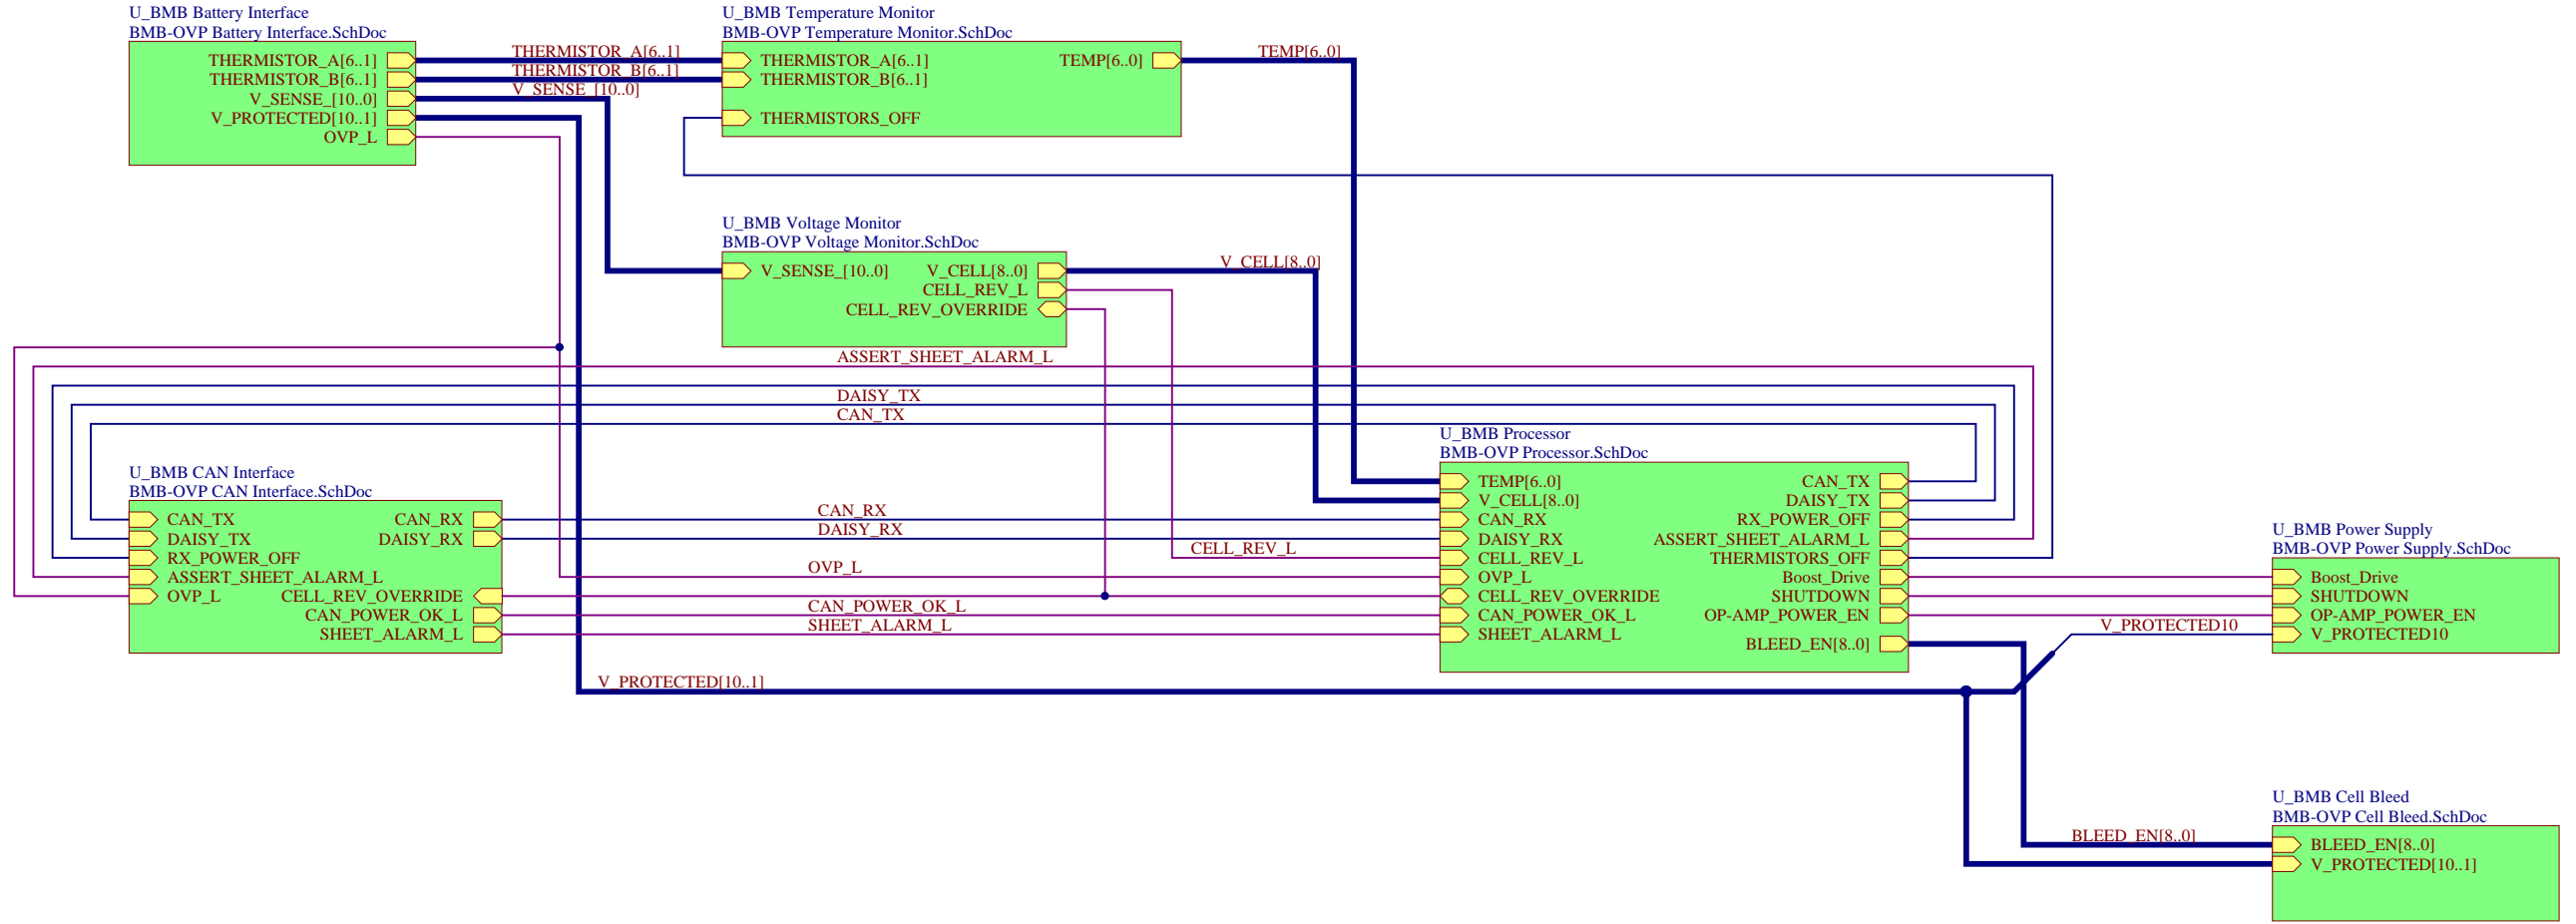 U_BMB Battery Interface
BMB-OVP Battery Interface.SchDoc
THERMISTOR_A[6..1]
THERMISTOR_B[6..1]
V_SENSE_[10..0]
V_PROTECTED[10..1]
OVP_L
THERMISTOR_A[6..1]
THERMISTOR_B[6..1]
V_SENSE_[10..0]
U_BMB Temperature Monitor
BMB-OVP Temperature Monitor.SchDoc
THERMISTOR_A[6..1]
THERMISTOR_B[6..1]
THERMISTORS_OFF
TEMP[6..0]
TEMP[6..0]
U_BMB Voltage Monitor
BMB-OVP Voltage Monitor.SchDoc
V_SENSE_[10..0]
V_CELL[8..0]
CELL_REV_L
CELL_REV_OVERRIDE
V_CELL[8..0]
ASSERT_SHEET_ALARM_L
DAISY_TX
CAN_TX
U_BMB CAN Interface
BMB-OVP CAN Interface.SchDoc
CAN_TX
DAISY_TX
RX_POWER_OFF
ASSERT_SHEET_ALARM_L
OVP_L
CAN_RX
DAISY_RX
CELL_REV_OVERRIDE
CAN_POWER_OK_L
SHEET_ALARM_L
CAN_RX
DAISY_RX
CELL_REV_L
OVP_L
CAN_POWER_OK_L
SHEET_ALARM_L
V_PROTECTED[10..1]
U_BMB Processor
BMB-OVP Processor.SchDoc
TEMP[6..0]
V_CELL[8..0]
CAN_RX
DAISY_RX
CELL_REV_L
OVP_L
CELL_REV_OVERRIDE
CAN_POWER_OK_L
SHEET_ALARM_L
CAN_TX
DAISY_TX
RX_POWER_OFF
ASSERT_SHEET_ALARM_L
THERMISTORS_OFF
Boost_Drive
SHUTDOWN
OP-AMP_POWER_EN
BLEED_EN[8..0]
V_PROTECTED10
U_BMB Power Supply
BMB-OVP Power Supply.SchDoc
Boost_Drive
SHUTDOWN
OP-AMP_POWER_EN
V_PROTECTED10
BLEED_EN[8..0]
U_BMB Cell Bleed
BMB-OVP Cell Bleed.SchDoc
BLEED_EN[8..0]
V_PROTECTED[10..1]